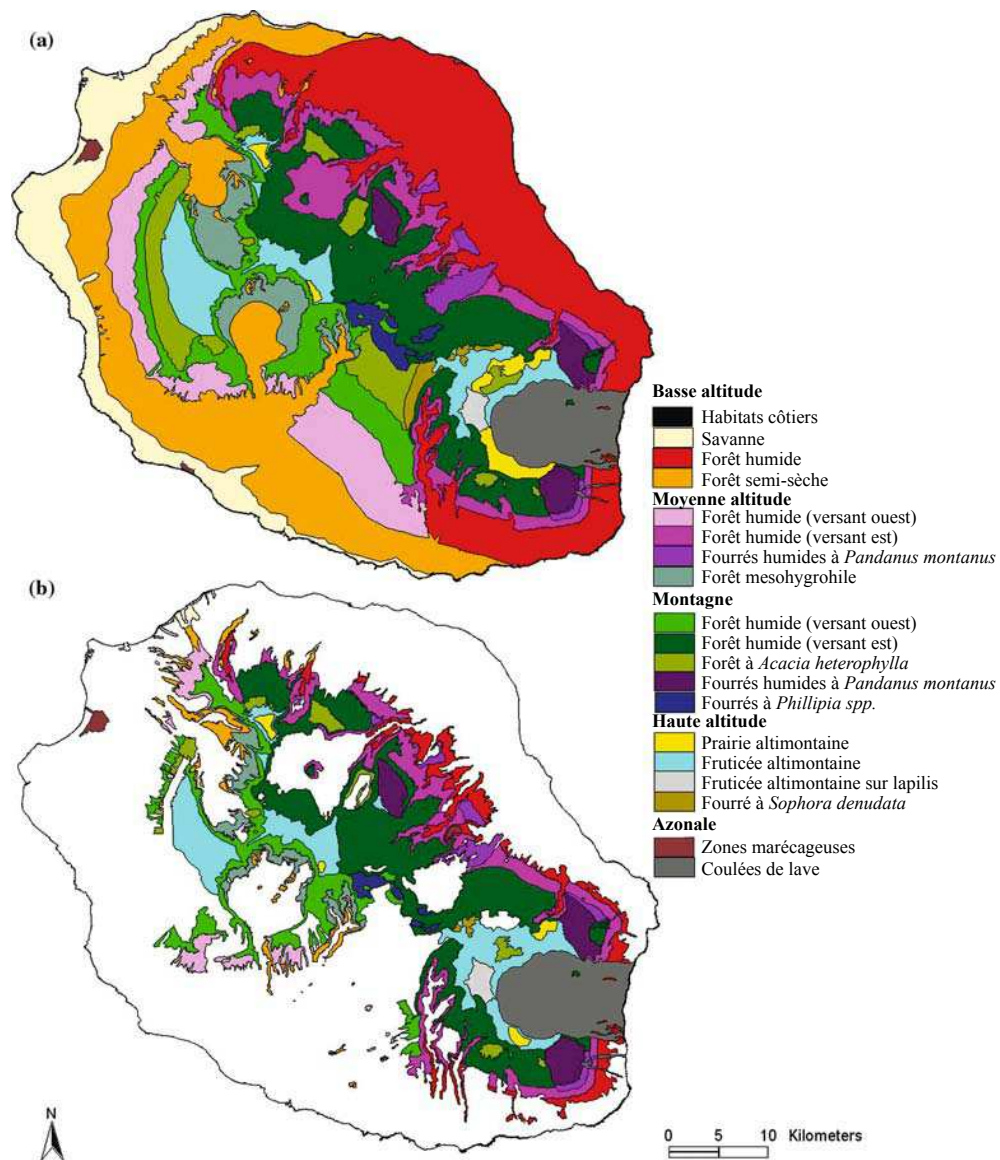 (a)
Basse altitude
Habitats côtiers
Savanne
Forêt humide
Forêt semi-sèche
Moyenne altitude
Forêt humide (versant ouest)
Forêt humide (versant est)
Fourrés humides à Pandanus montanus
Forêt mesohygrohile
Montagne
Forêt humide (versant ouest)
Forêt humide (versant est)
Forêt à Acacia heterophylla
Fourrés humides à Pandanus montanus
Fourrés à Phillipia spp.
Haute altitude
Prairie altimontaine
Fruticée altimontaine
Fruticée altimontaine sur lapilis
Fourré à Sophora denudata
Azonale
Zones marécageuses
Coulées de lave
(b)
N
0 5 10 Kilometers